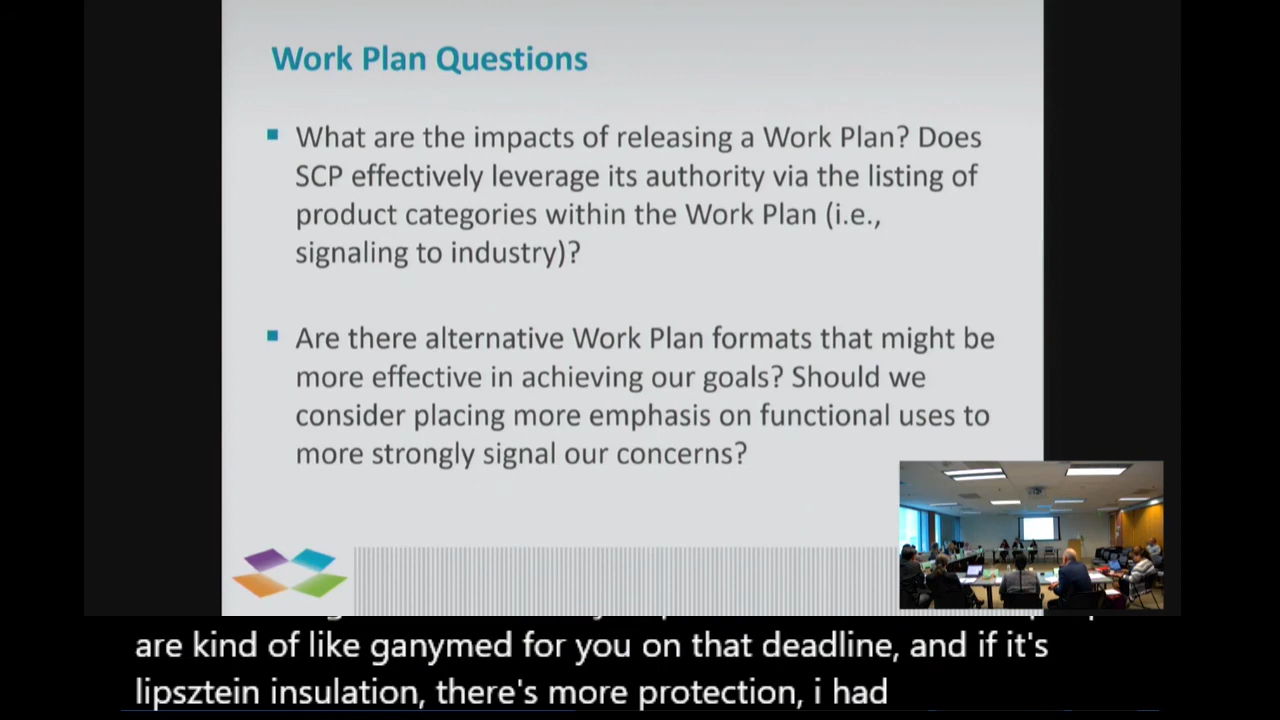 Work Plan Questions
What are the impacts of releasing a Work Plan? Does
SCP effectively leverage its authority via the listing of
product categories within the Work Plan (i.e.,
signaling to industry)?
Are there alternative Work Plan formats that might be
more effective in achieving our goals? Should we
consider placing more emphasis on functional uses to
more strongly signal our concerns?
are kind of like ganymed for you on that deadline, and if it's
lipsztein insulation, there's more protection, i had